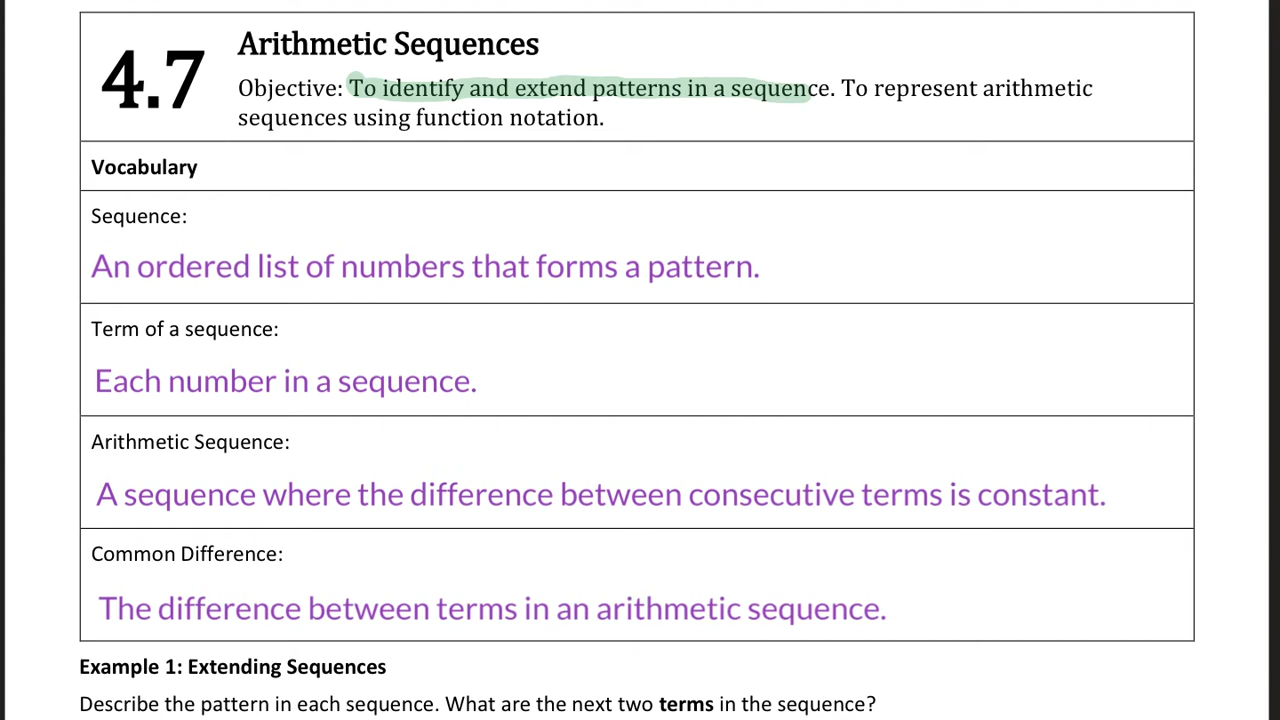 4.7
Arithmetic Sequences
Objective: To identify and extend patterns in a sequence. To represent arithmetic
sequences using function notation.
Vocabulary
Sequence:
An ordered list of numbers that forms a pattern.
Term of a sequence:
Each number in a sequence.
Arithmetic Sequence:
A sequence where the difference between consecutive terms is constant.
Common Difference:
The difference between terms in an arithmetic sequence.
Example 1: Extending Sequences
Describe the pattern in each sequence. What are the next two terms in the sequence?